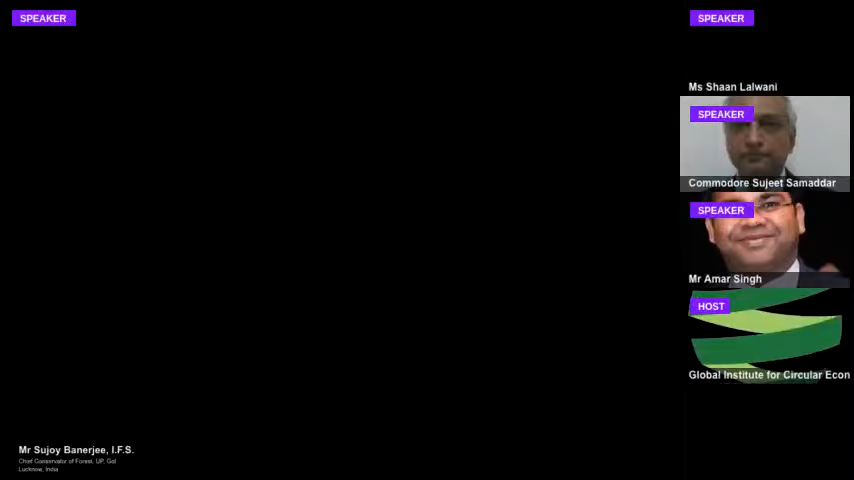 SPEAKER
Mr Sujoy Banerjee, I.F.S.
Chief Conservator of Forest, UP, GoI
Lucknow, India
SPEAKER
Ms Shaan Lalwani
SPEAKER
Commodore Sujeet Samaddar
SPEAKER
Mr Amar Singh
HOST
Global Institute for Circular Econ